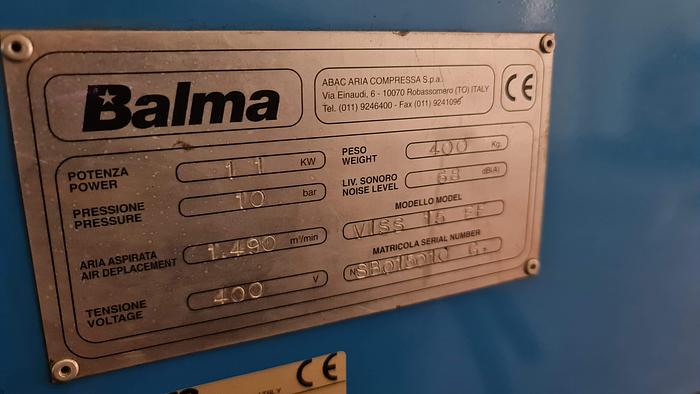 Balma
ABAC ARIA COMPRESSA S.p.a.
Via Einaudi, 6 - 10070 Robassomero (TO) ITALY
Tel. (011) 9246400 - Fax (011) 9241096
CE
POTENZA
POWER
11 KW
PRESSIONE
PRESSURE
10 bar
ARIA ASPIRATA
AIR DEPLACEMENT
1.490 m³/min
TENSIONE
VOLTAGE
400 V
PESO
WEIGHT
400 Kg.
LIV. SONORO
NOISE LEVEL
68 dB(A)
MODELLO MODEL
VISS 15
MATRICOLA SERIAL NUMBER
CE